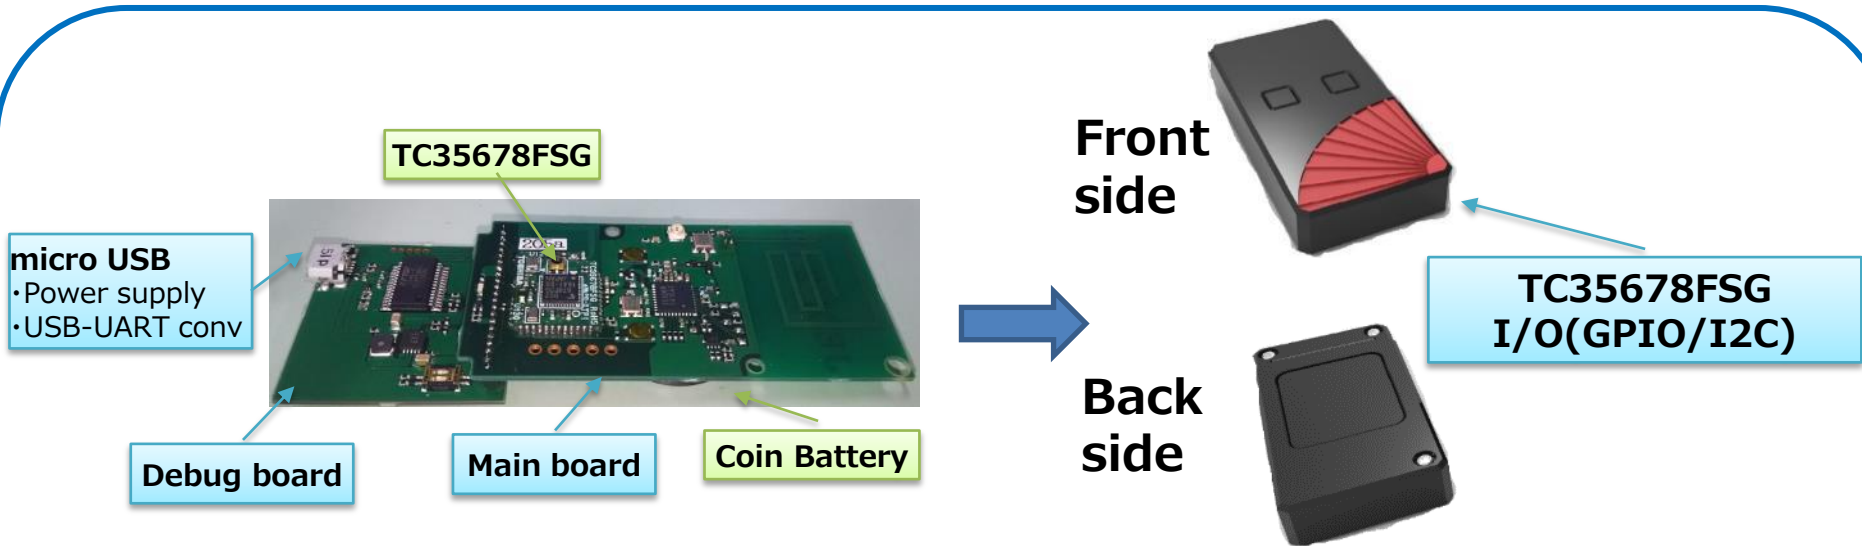 TC35678FSG
micro USB
・Power supply
・USB-UART conv
Debug board
Main board
Coin Battery
205a
Front
side
Back
side
TC35678FSG
I/O(GPIO/I2C)